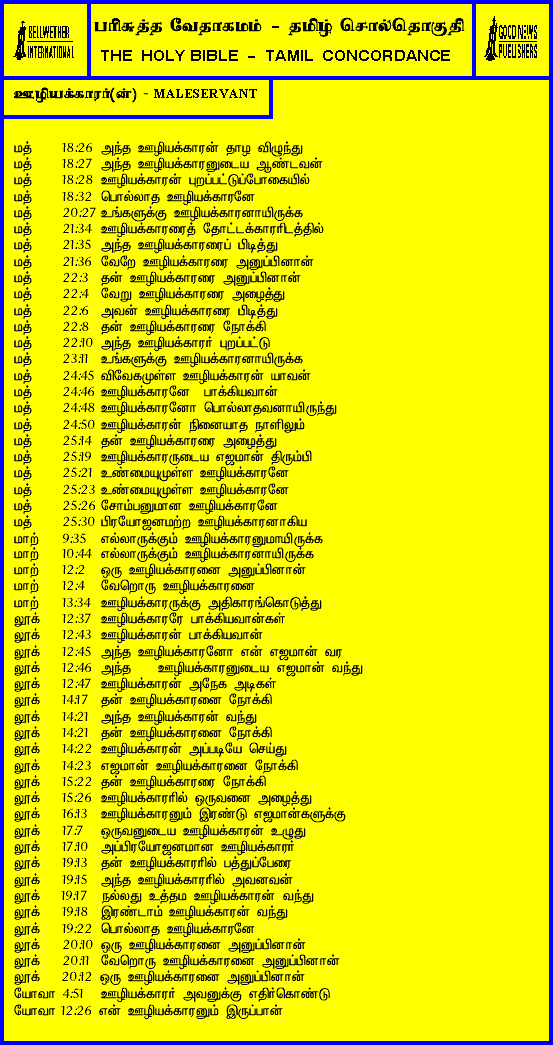 BELLWETHER
INTERNATIONAL
பரிசுத்த வேதாகமம் - தமிழ் சொல்தொகுதி
THE HOLY BIBLE - TAMIL CONCORDANCE
GOOD NEWS
PUBLISHERS
ஊழியக்காரர்(ன்) - MALESERVANT
மத் 18:26 அந்த ஊழியக்காரன் தாழ விழுந்து
மத் 18:27 அந்த ஊழியக்காரனுடைய ஆண்டவன்
மத் 18:28 ஊழியக்காரன் புறப்பட்டுப்போகையில்
மத் 18:32 பொல்லாத ஊழியக்காரனே
மத் 20:27 உங்களுக்கு ஊழியக்காரனாயிருக்க
மத் 21:34 ஊழியக்காரரைத் தோட்டக்காரரிடத்தில்
மத் 21:35 அந்த ஊழியக்காரரைப் பிடித்து
மத் 21:36 வேறே ஊழியக்காரரை அனுப்பினான்
மத் 22:3 தன் ஊழியக்காரரை அனுப்பினான்
மத் 22:4 வேறு ஊழியக்காரரை அழைத்து
மத் 22:6 அவன் ஊழியக்காரரை பிடித்து
மத் 22:8 தன் ஊழியக்காரரை நோக்கி
மத் 22:10 அந்த ஊழியக்காரர் புறப்பட்டு
மத் 23:11 உங்களுக்கு ஊழியக்காரனாயிருக்க
மத் 24:45 விவேகமுள்ள ஊழியக்காரன் யாவன்
மத் 24:46 ஊழியக்காரனே பாக்கியவான்
மத் 24:48 ஊழியக்காரனோ பொல்லாதவனாயிருந்து
மத் 24:50 ஊழியக்காரன் நினையாத நாளிலும்
மத் 25:14 தன் ஊழியக்காரரை அழைத்து
மத் 25:19 ஊழியக்காரருடைய எஜமான் திரும்பி
மத் 25:21 உண்மையுமுள்ள ஊழியக்காரனே
மத் 25:23 உண்மையுமுள்ள ஊழியக்காரனே
மத் 25:26 சோம்பனுமான ஊழியக்காரனே
மத் 25:30 பிரயோஜனமற்ற ஊழியக்காரனாகிய
மாற் 9:35 எல்லாருக்கும் ஊழியக்காரனுமாயிருக்க
மாற் 10:44 எல்லாருக்கும் ஊழியக்காரனாயிருக்க
மாற் 12:2 ஒரு ஊழியக்காரனை அனுப்பினான்
மாற் 12:4 வேறொரு ஊழியக்காரனை
மாற் 13:34 ஊழியக்காரருக்கு அதிகாரங்கொடுத்து
லூக் 12:37 ஊழியக்காரரே பாக்கியவான்கள்
லூக் 12:43 ஊழியக்காரன் பாக்கியவான்
லூக் 12:45 அந்த ஊழியக்காரனோ என் எஜமான் வர
லூக் 12:46 அந்த ஊழியக்காரனுடைய எஜமான் வந்து
லூக் 12:47 ஊழியக்காரன் அநேக அடிகள்
லூக் 14:17 தன் ஊழியக்காரனை நோக்கி
லூக் 14:21 அந்த ஊழியக்காரன் வந்து
லூக் 14:21 தன் ஊழியக்காரனை நோக்கி
லூக் 14:22 ஊழியக்காரன் அப்படியே செய்து
லூக் 14:23 எஜமான் ஊழியக்காரனை நோக்கி
லூக் 15:22 தன் ஊழியக்காரரை நோக்கி
லூக் 15:26 ஊழியக்காரரில் ஒருவனை அழைத்து
லூக் 16:13 ஊழியக்காரனும் இரண்டு எஜமான்களுக்கு
லூக் 17:7 ஒருவனுடைய ஊழியக்காரன் உழுது
லூக் 17:10 அப்பிரயோஜனமான ஊழியக்காரர்
லூக் 19:13 தன் ஊழியக்காரரில் பத்துப்பேரை
லூக் 19:15 அந்த ஊழியக்காரரில் அவனவன்
லூக் 19:17 நல்லது உத்தம ஊழியக்காரன் வந்து
லூக் 19:18 இரண்டாம் ஊழியக்காரன் வந்து
லூக் 19:22 பொல்லாத ஊழியக்காரனே
லூக் 20:10 ஒரு ஊழியக்காரனை அனுப்பினான்
லூக் 20:11 வேறொரு ஊழியக்காரனை அனுப்பினான்
லூக் 20:12 ஒரு ஊழியக்காரனை அனுப்பினான்
யோவா 4:51 ஊழியக்காரர் அவனுக்கு எதிர்கொண்டு
யோவா 12:26 என் ஊழியக்காரனும் இருப்பான்